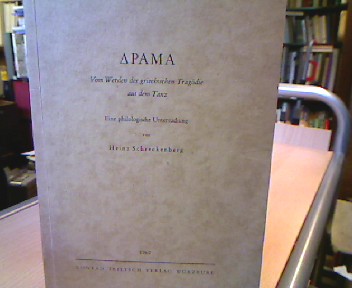 ΔΡΑΜΑ
Vom Werden der griechischen Tragödie
aus dem Tanz
Eine philologische Untersuchung
von
Heinz Schreckenberg
KONRAD TRILTSCH VERLAG WÜRZBURG